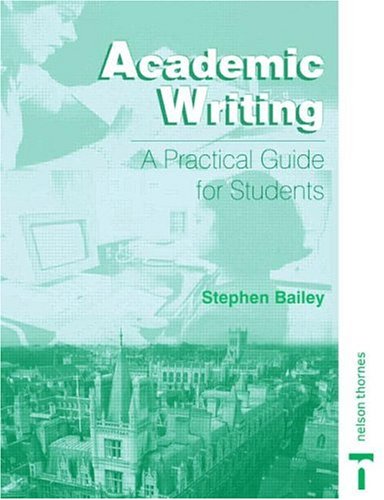 Academic
Writing
A Practical Guide
for Students
Stephen Bailey
nelson thornes